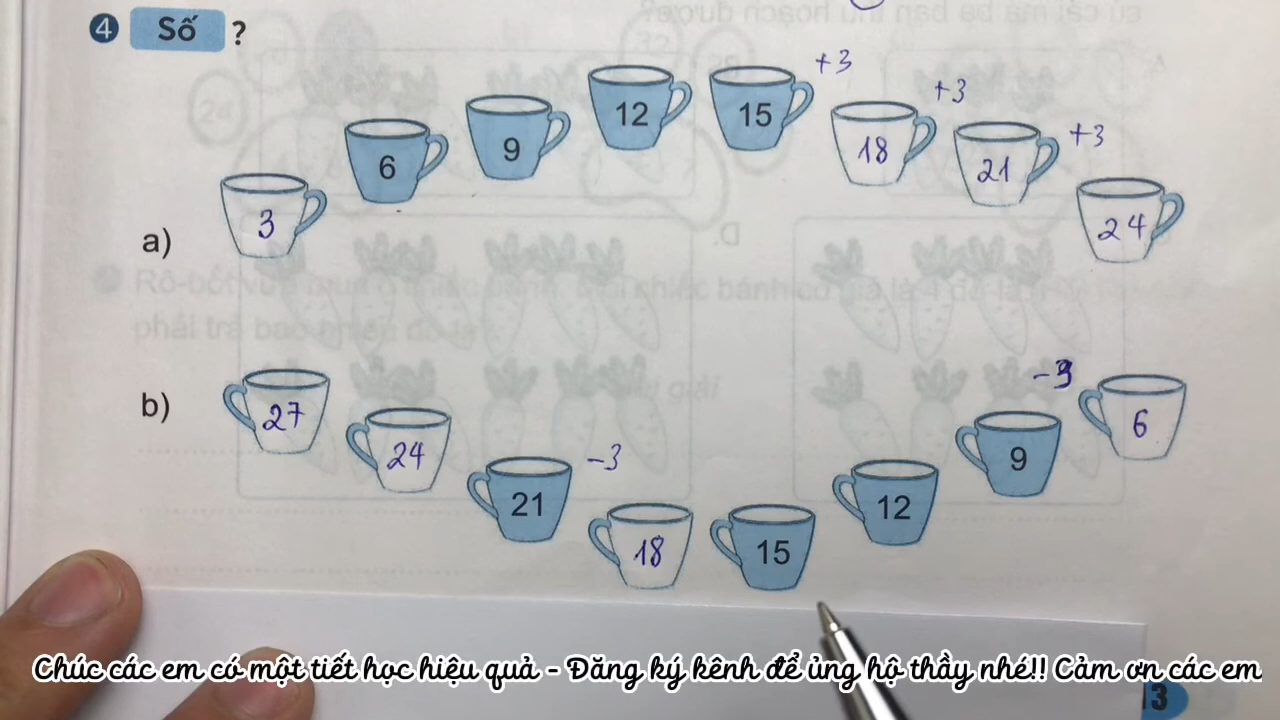 4 Số ?
a) 3 6 9 12 15 +3 18 +3 21 +3 24
b) 27 24 21 -3 18 15 12 9 -3 6
Chúc các em có một tiết học hiệu quả - Đăng ký kênh để ủng hộ thầy nhé!! Cảm ơn các em
13